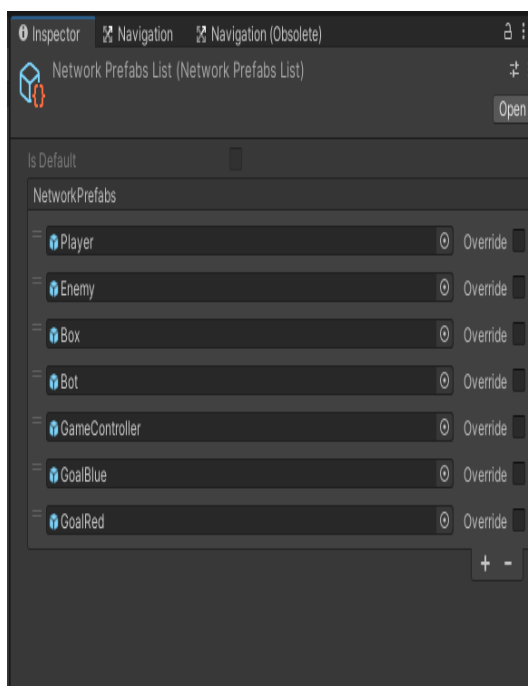 Inspector Navigation Navigation (Obsolete)
Network Prefabs List (Network Prefabs List)
Open
Is Default
NetworkPrefabs
Player Override
Enemy Override
Box Override
Bot Override
GameController Override
GoalBlue Override
GoalRed Override